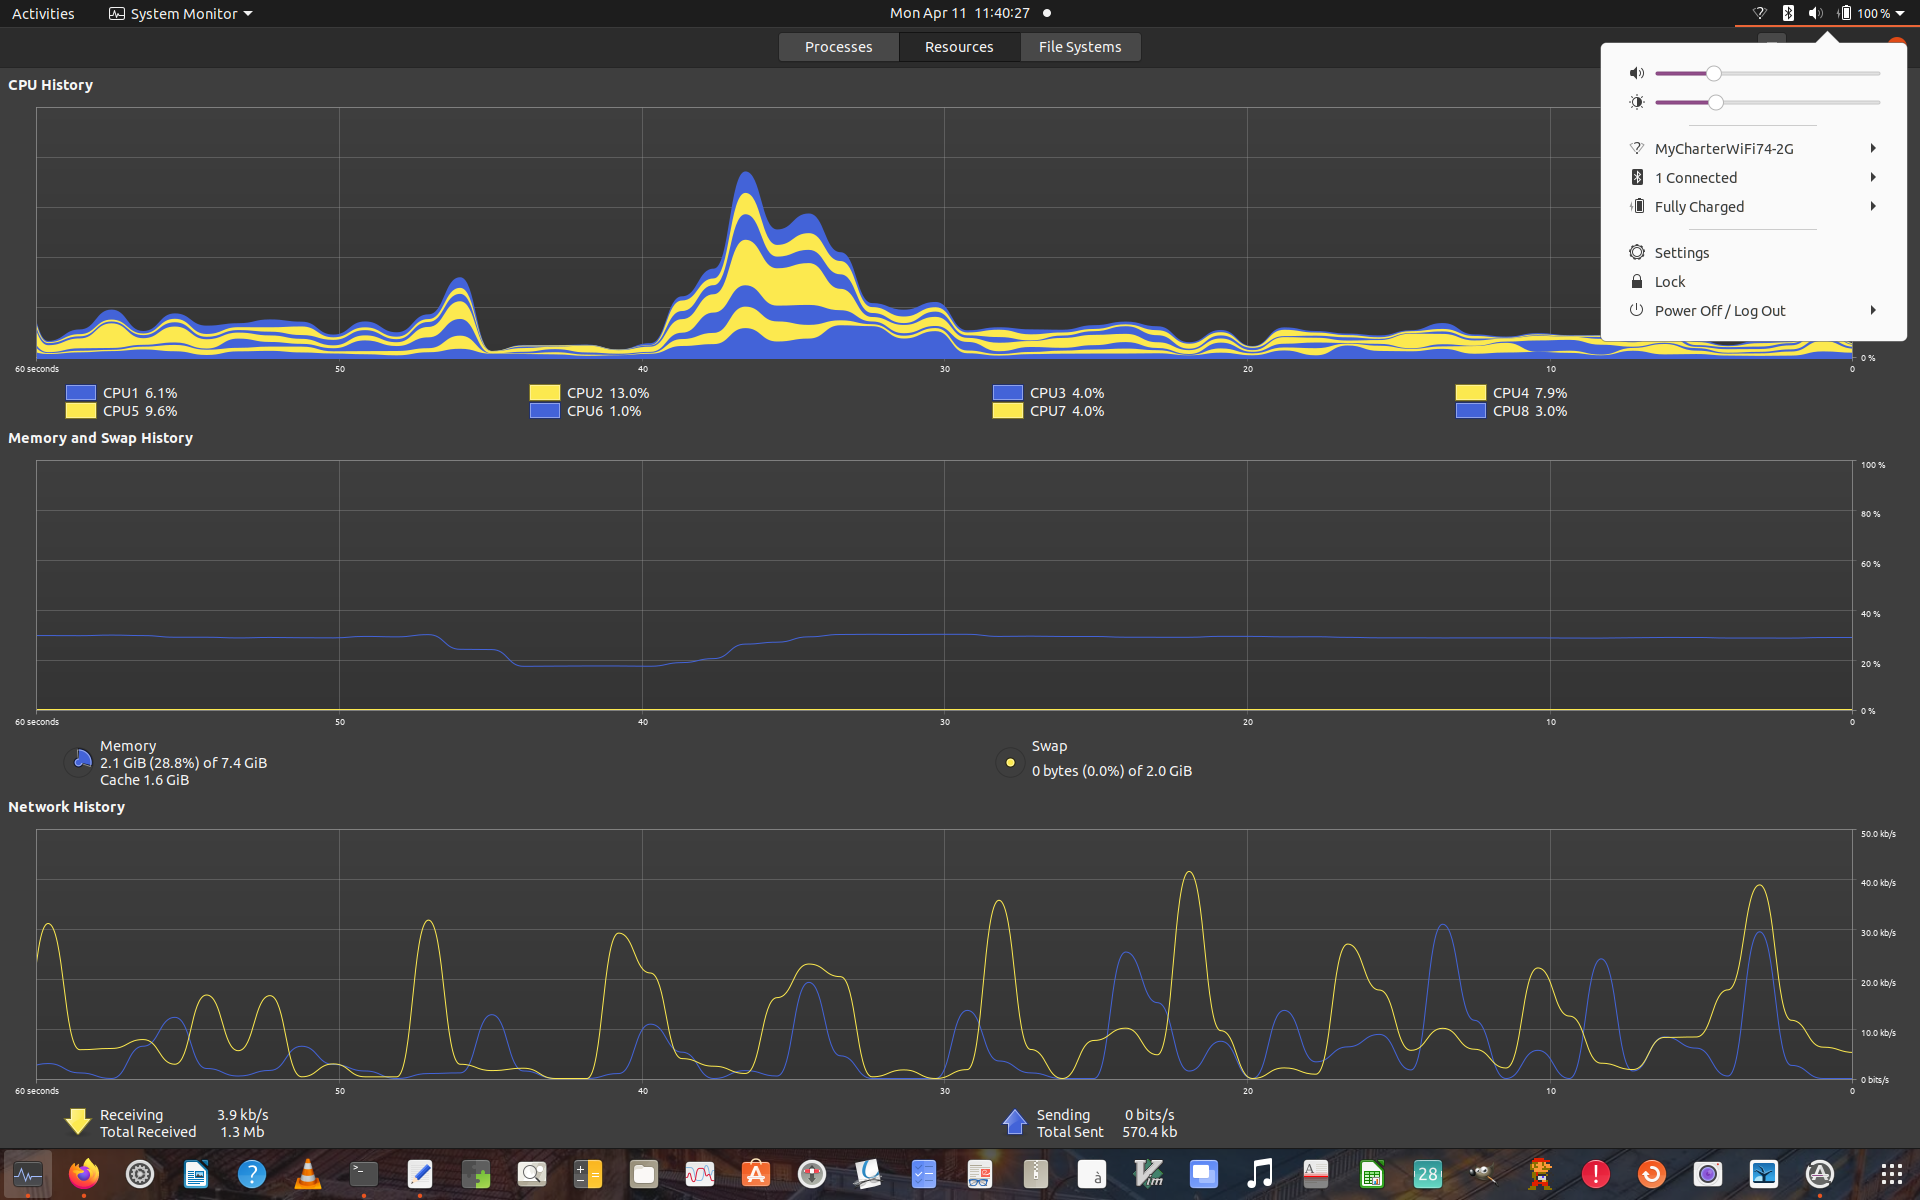 Activities System Monitor Mon Apr 11 11:40:27 100 %
Processes Resources File Systems
CPU History
MyCharterWiFi74-2G
1 Connected
Fully Charged
Settings
Lock
Power Off / Log Out
0 %
60 seconds 50 40 30 20 10 0
CPU1 6.1% CPU2 13.0% CPU3 4.0% CPU4 7.9%
CPU5 9.6% CPU6 1.0% CPU7 4.0% CPU8 3.0%
Memory and Swap History
100 %
80 %
60 %
40 %
20 %
0 %
60 seconds 50 40 30 20 10 0
Memory
2.1 GiB (28.8%) of 7.4 GiB
Cache 1.6 GiB
Swap
0 bytes (0.0%) of 2.0 GiB
Network History
50.0 kb/s
40.0 kb/s
30.0 kb/s
20.0 kb/s
10.0 kb/s
0 bits/s
60 seconds 50 40 30 20 10 0
Receiving 3.9 kb/s Sending 0 bits/s
Total Received 1.3 Mb Total Sent 570.4 kb
>_ ? A à Vim A 28 !